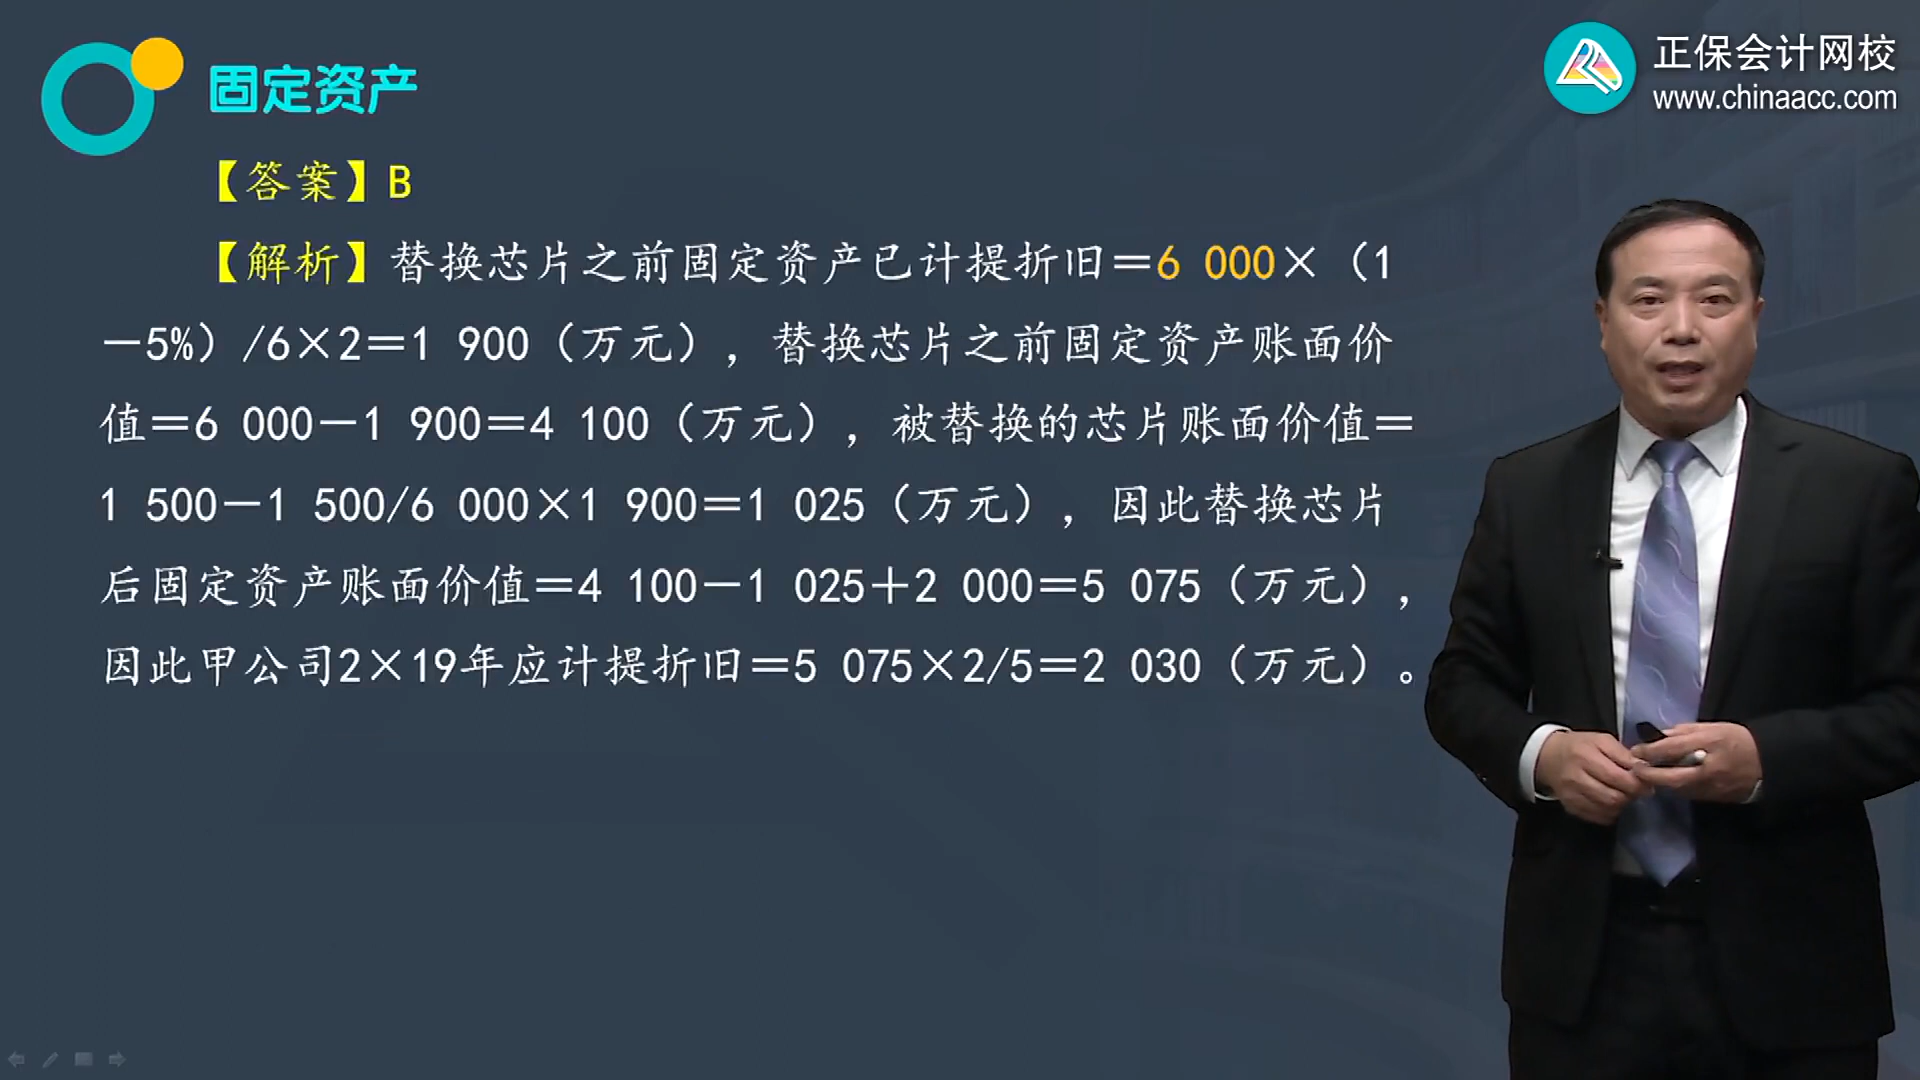 固定资产
正保会计网校
www.chinaacc.com
【答案】B
【解析】替换芯片之前固定资产已计提折旧＝6 000×（1
－5%）/6×2＝1 900（万元），替换芯片之前固定资产账面价
值＝6 000－1 900＝4 100（万元），被替换的芯片账面价值＝
1 500－1 500/6 000×1 900＝1 025（万元），因此替换芯片
后固定资产账面价值＝4 100－1 025＋2 000＝5 075（万元），
因此甲公司2×19年应计提折旧＝5 075×2/5＝2 030（万元）。